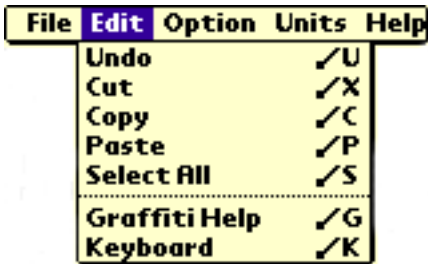 File Edit Option Units Help
Undo /U
Cut /X
Copy /C
Paste /P
Select All /S
Graffiti Help /G
Keyboard /K